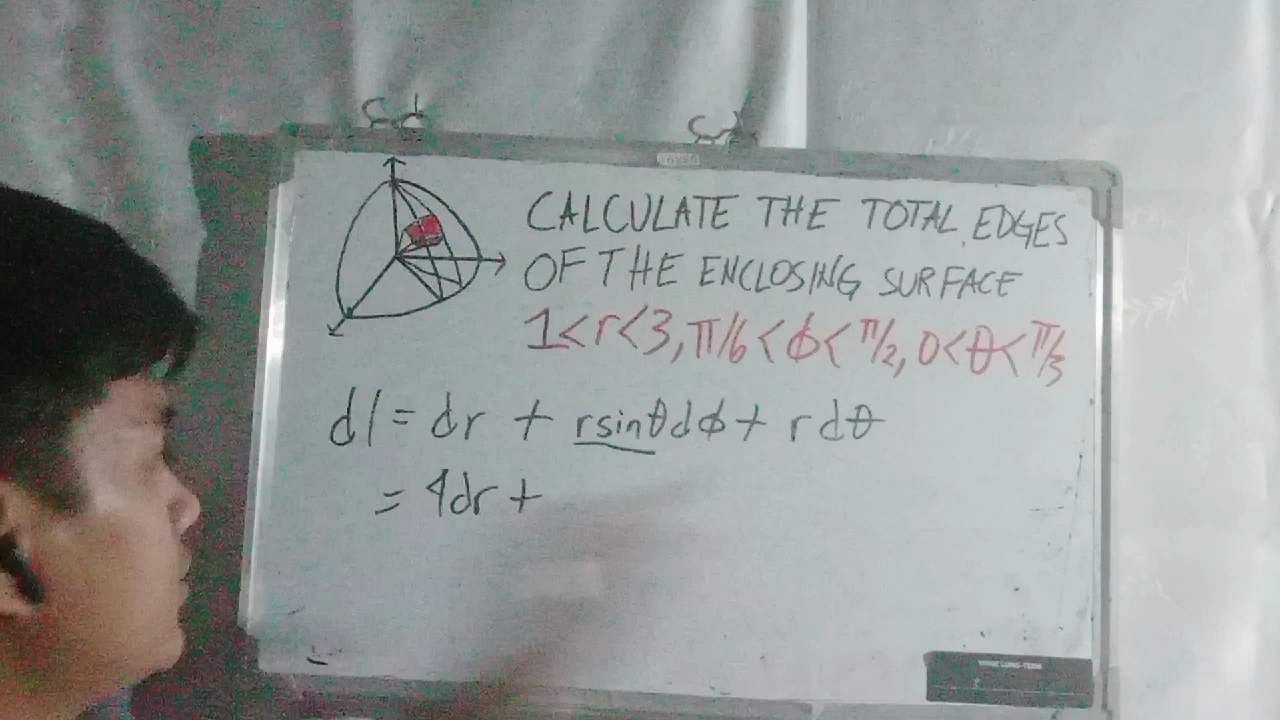 CALCULATE THE TOTAL EDGES
OF THE ENCLOSING SURFACE
1<r<3, π/6<ϕ<π/2, 0<θ<π/3
dl = dr + rsinθdϕ + rdθ
= 4dr +